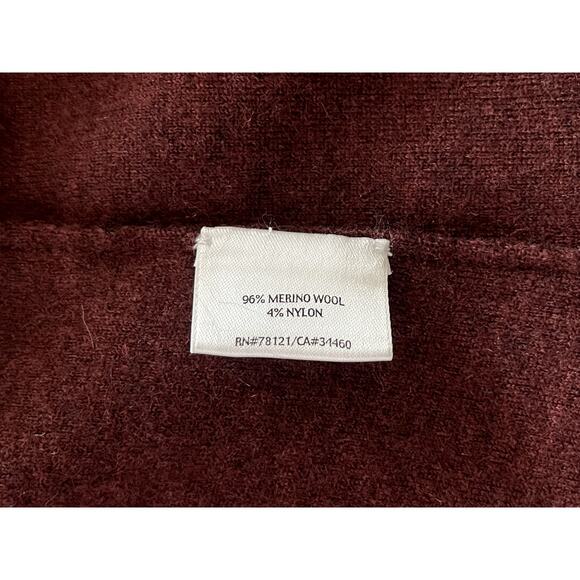 96% MERINO WOOL
4% NYLON
RN#78121/CA#34460